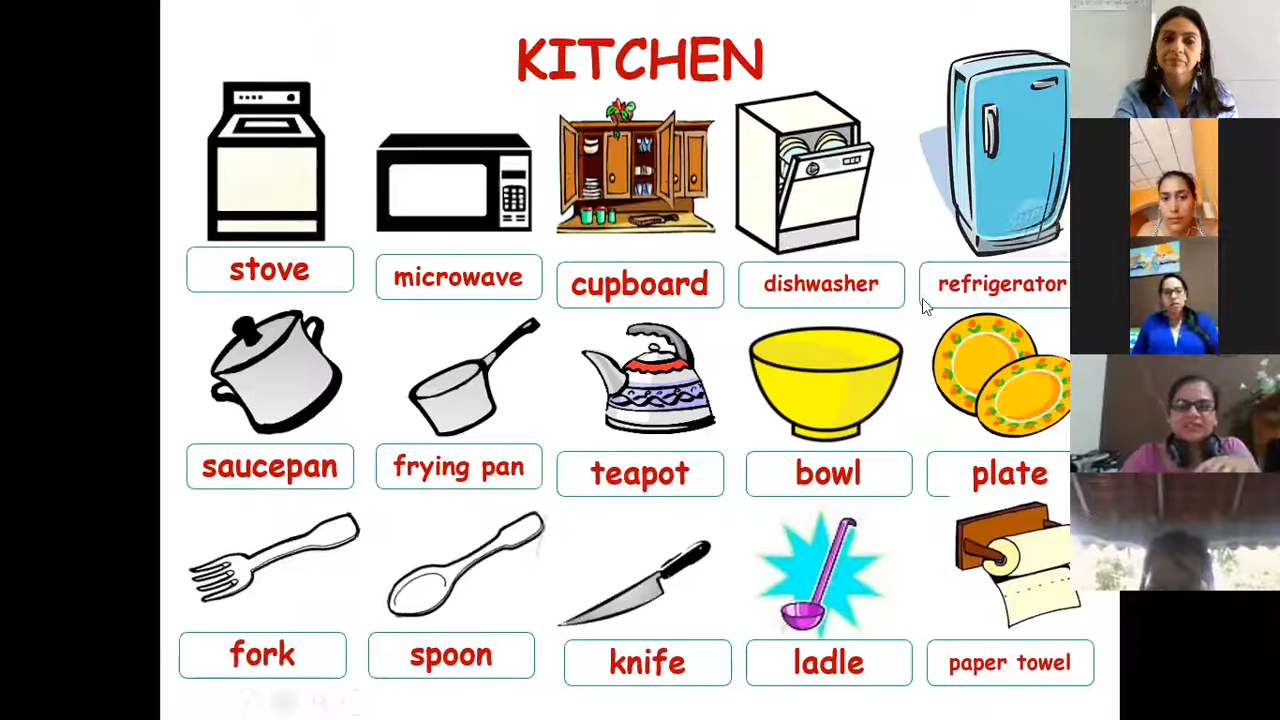 KITCHEN
stove
microwave
cupboard
dishwasher
refrigerator
saucepan
frying pan
teapot
bowl
plate
fork
spoon
knife
ladle
paper towel